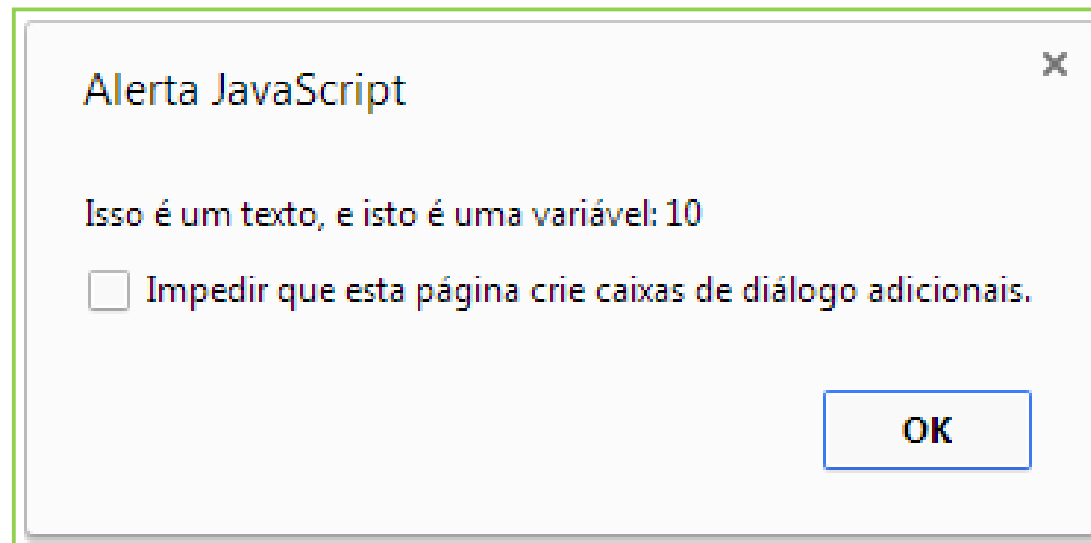 Alerta JavaScript
Isso é um texto, e isto é uma variável: 10
Impedir que esta página crie caixas de diálogo adicionais.
OK